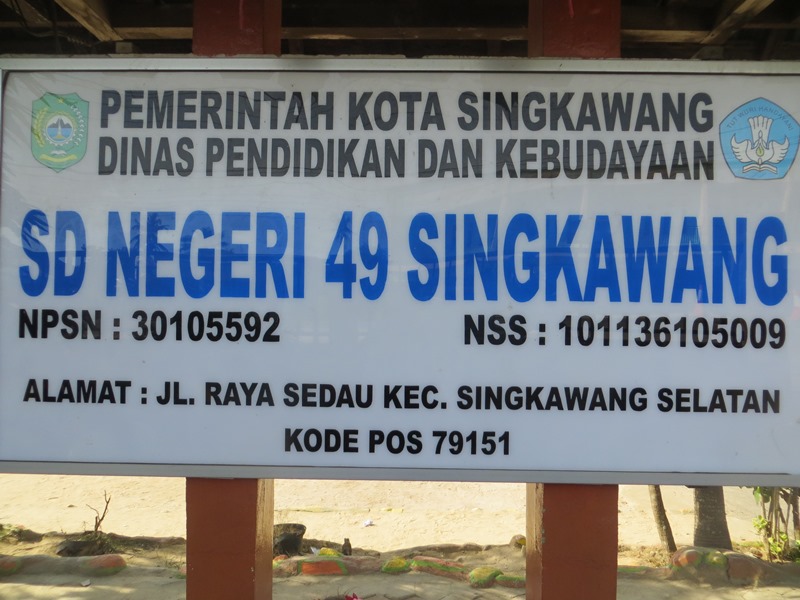 PEMERINTAH KOTA SINGKAWANG
DINAS PENDIDIKAN DAN KEBUDAYAAN
SD NEGERI 49 SINGKAWANG
NPSN : 30105592 NSS : 101136105009
ALAMAT : JL. RAYA SEDAU KEC. SINGKAWANG SELATAN
KODE POS 79151